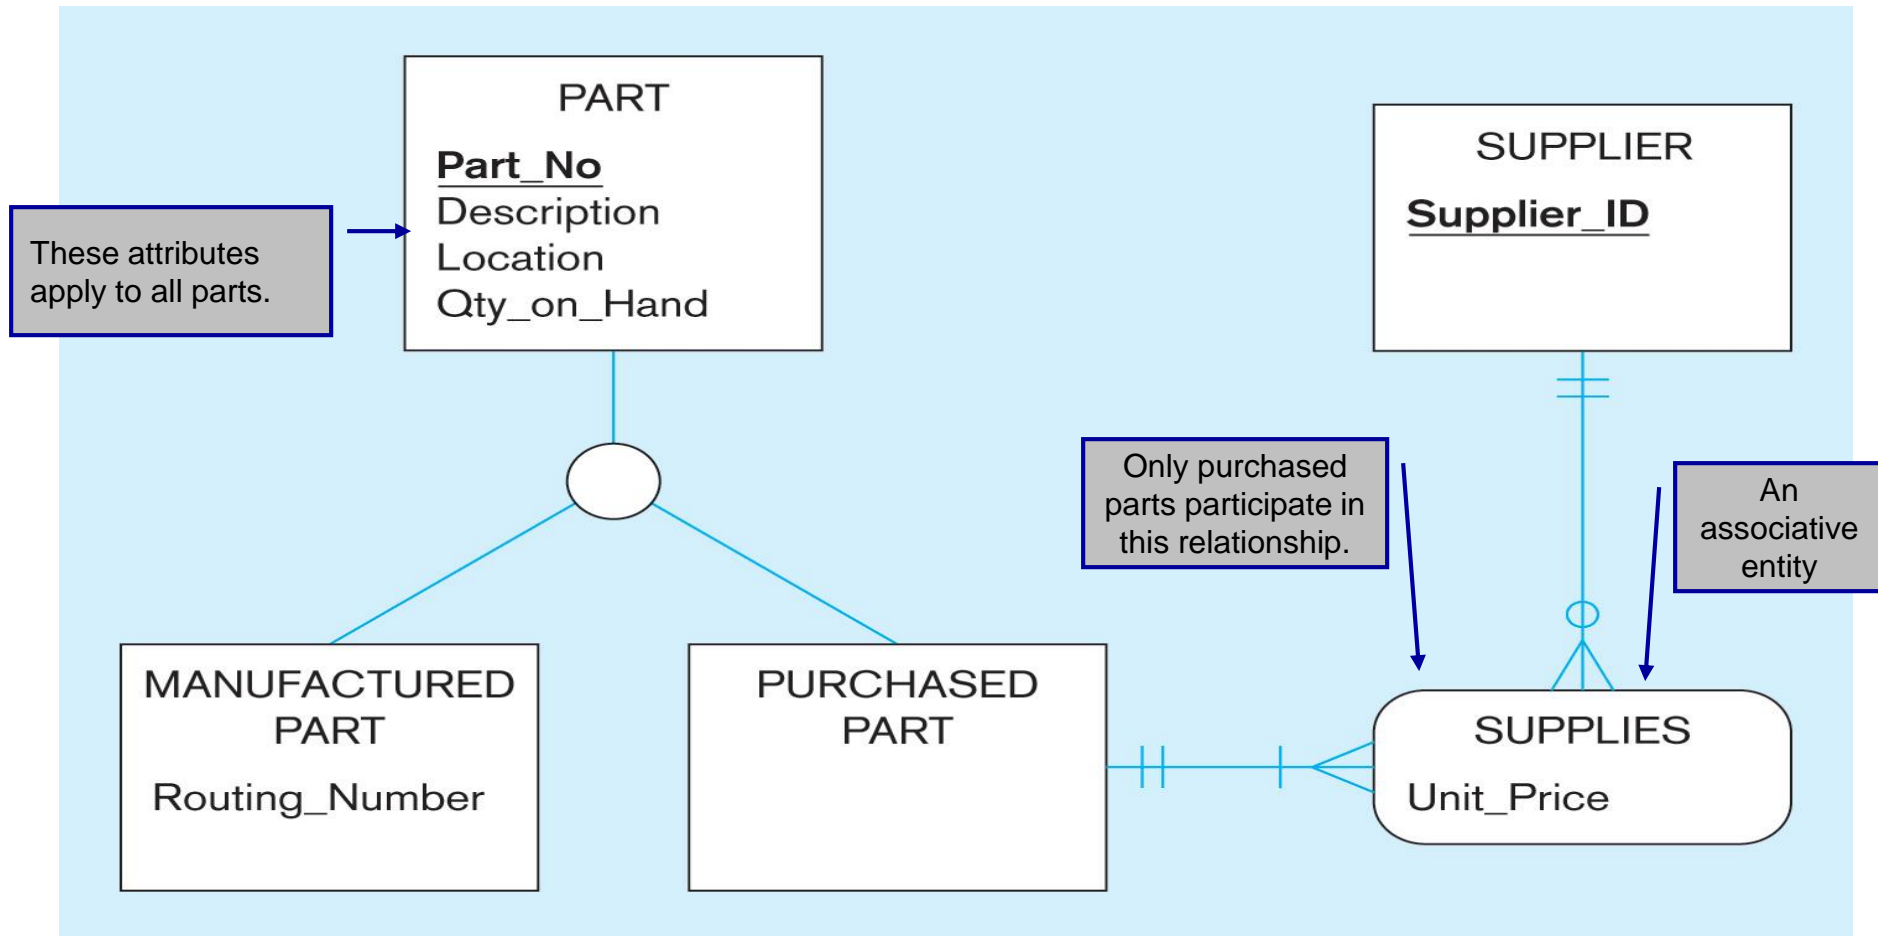 PART
Part_No
Description
Location
Qty_on_Hand
These attributes
apply to all parts.
SUPPLIER
Supplier_ID
Only purchased
parts participate in
this relationship.
An
associative
entity
MANUFACTURED
PART
Routing_Number
PURCHASED
PART
SUPPLIES
Unit_Price